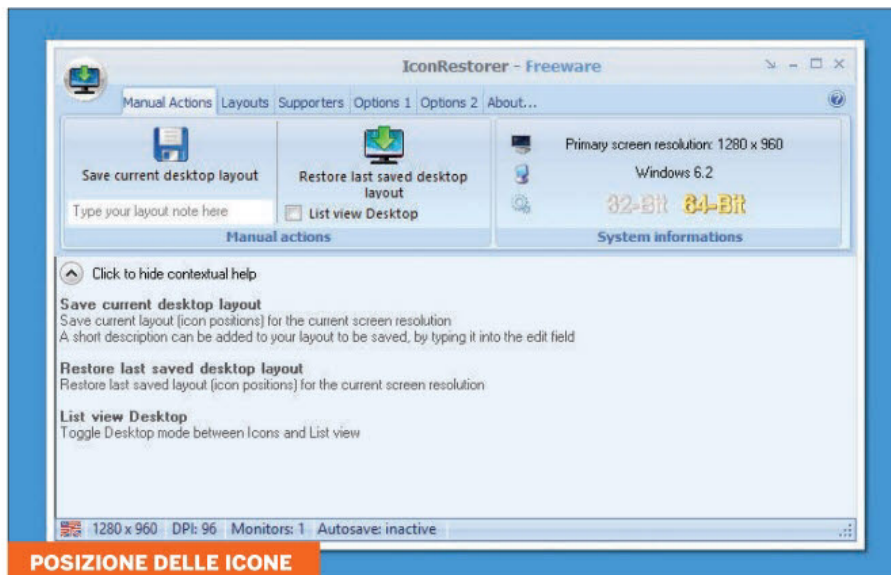 IconRestorer - Freeware
Manual Actions Layouts Supporters Options 1 Options 2 About...
Save current desktop layout
Type your layout note here
Restore last saved desktop
layout
List view Desktop
Manual actions
Primary screen resolution: 1280 x 960
Windows 6.2
32-Bit 64-Bit
System informations
Click to hide contextual help
Save current desktop layout
Save current layout (icon positions) for the current screen resolution
A short description can be added to your layout to be saved, by typing it into the edit field
Restore last saved desktop layout
Restore last saved layout (icon positions) for the current screen resolution
List view Desktop
Toggle Desktop mode between Icons and List view
1280 x 960 DPI: 96 Monitors: 1 Autosave: inactive
POSIZIONE DELLE ICONE